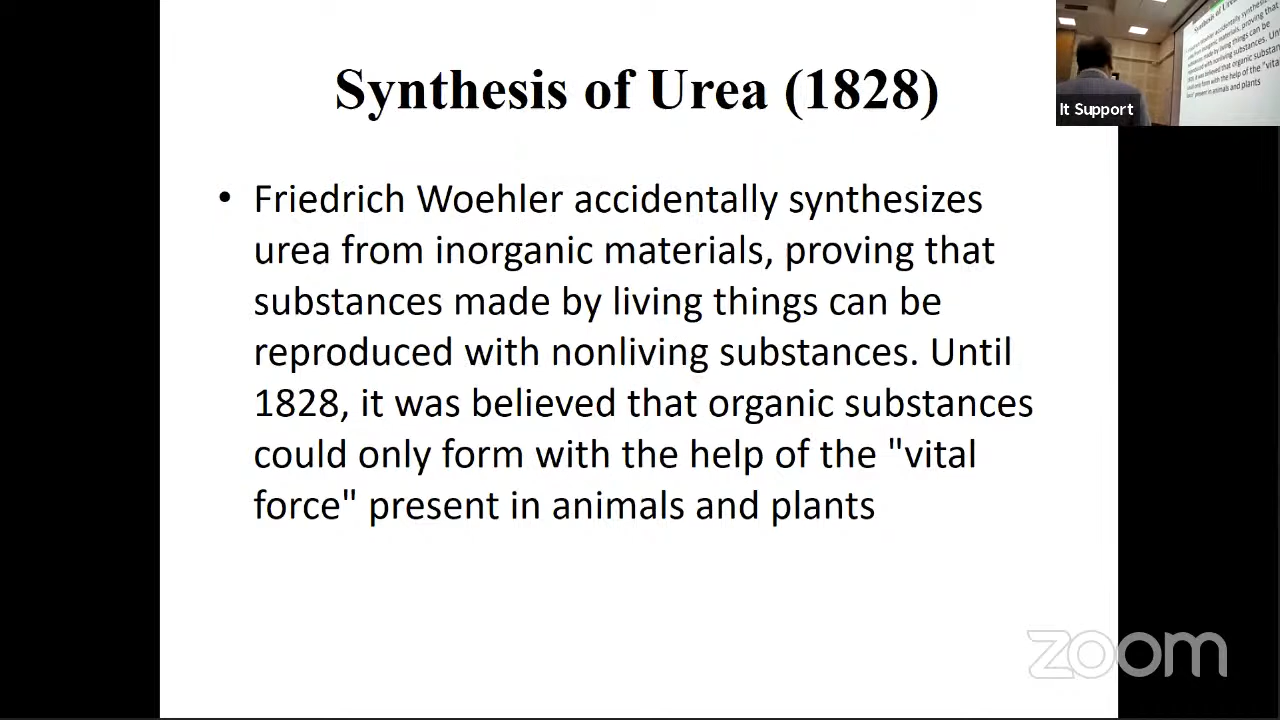 Synthesis of Urea (1828)
• Friedrich Woehler accidentally synthesizes
urea from inorganic materials, proving that
substances made by living things can be
reproduced with nonliving substances. Until
1828, it was believed that organic substances
could only form with the help of the "vital
force" present in animals and plants
It Support
zoom